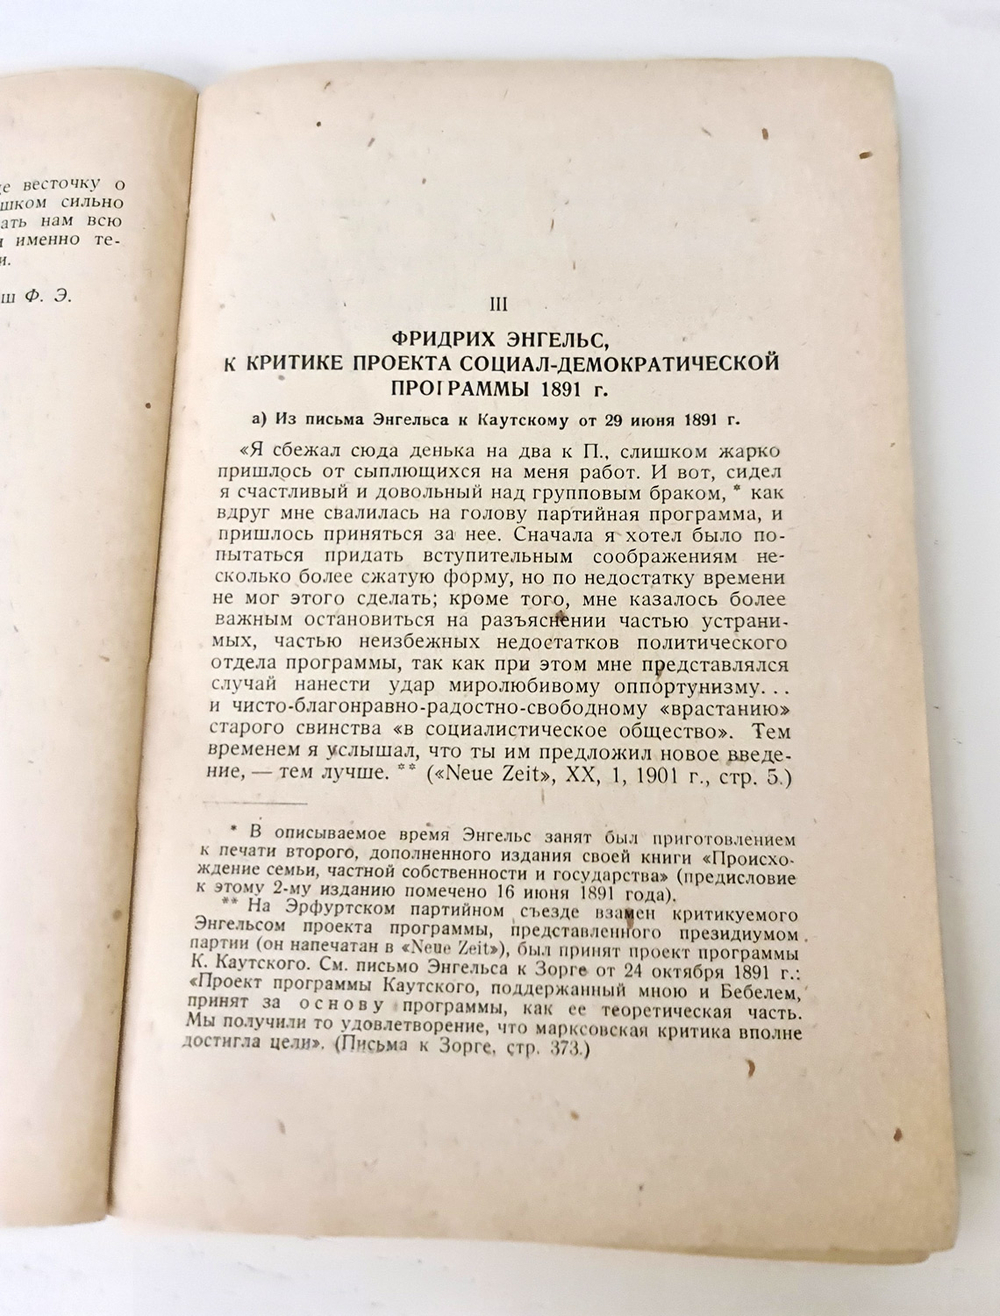 це весточку о
шком сильно
ать нам всю
и именно те-
и.
ш Ф. Э.
III
ФРИДРИХ ЭНГЕЛЬС,
К КРИТИКЕ ПРОЕКТА СОЦИАЛ-ДЕМОКРАТИЧЕСКОЙ
ПРОГРАММЫ 1891 г.
а) Из письма Энгельса к Каутскому от 29 июня 1891 г.
«Я сбежал сюда денька на два к П., слишком жарко
пришлось от сыплющихся на меня работ. И вот, сидел
я счастливый и довольный над групповым браком, * как
вдруг мне свалилась на голову партийная программа, и
пришлось приняться за нее. Сначала я хотел было по-
пытаться придать вступительным соображениям не-
сколько более сжатую форму, но по недостатку времени
не мог этого сделать; кроме того, мне казалось более
важным остановиться на разъяснении частью устрани-
мых, частью неизбежных недостатков политического
отдела программы, так как при этом мне представлялся
случай нанести удар миролюбивому оппортунизму...
и чисто-благонравно-радостно-свободному «врастанию»
старого свинства «в социалистическое общество». Тем
временем я услышал, что ты им предложил новое введе-
ние, — тем лучше. ** («Neue Zeit», XX, 1, 1901 г., стр. 5.)
* В описываемое время Энгельс занят был приготовлением
к печати второго, дополненного издания своей книги «Происхо-
ждение семьи, частной собственности и государства» (предисловие
к этому 2-му изданию помечено 16 июня 1891 года).
** На Эрфуртском партийном съезде взамен критикуемого
Энгельсом проекта программы, представленного президиумом
партии (он напечатан в «Neue Zeit»), был принят проект программы
К. Каутского. См. письмо Энгельса к Зорге от 24 октября 1891 г.:
«Проект программы Каутского, поддержанный мною и Бебелем,
принят за основу программы, как ее теоретическая часть.
Мы получили то удовлетворение, что марксовская критика вполне
достигла цели». (Письма к Зорге, стр. 373.)